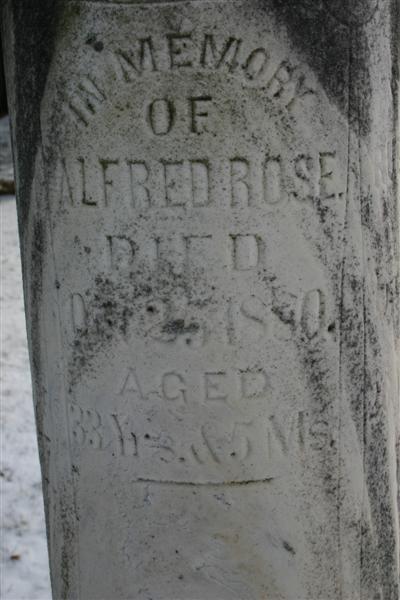 IN MEMORY
OF
ALFRED ROSE.
DIED
AGED
33 Yrs. & 5 Ms.